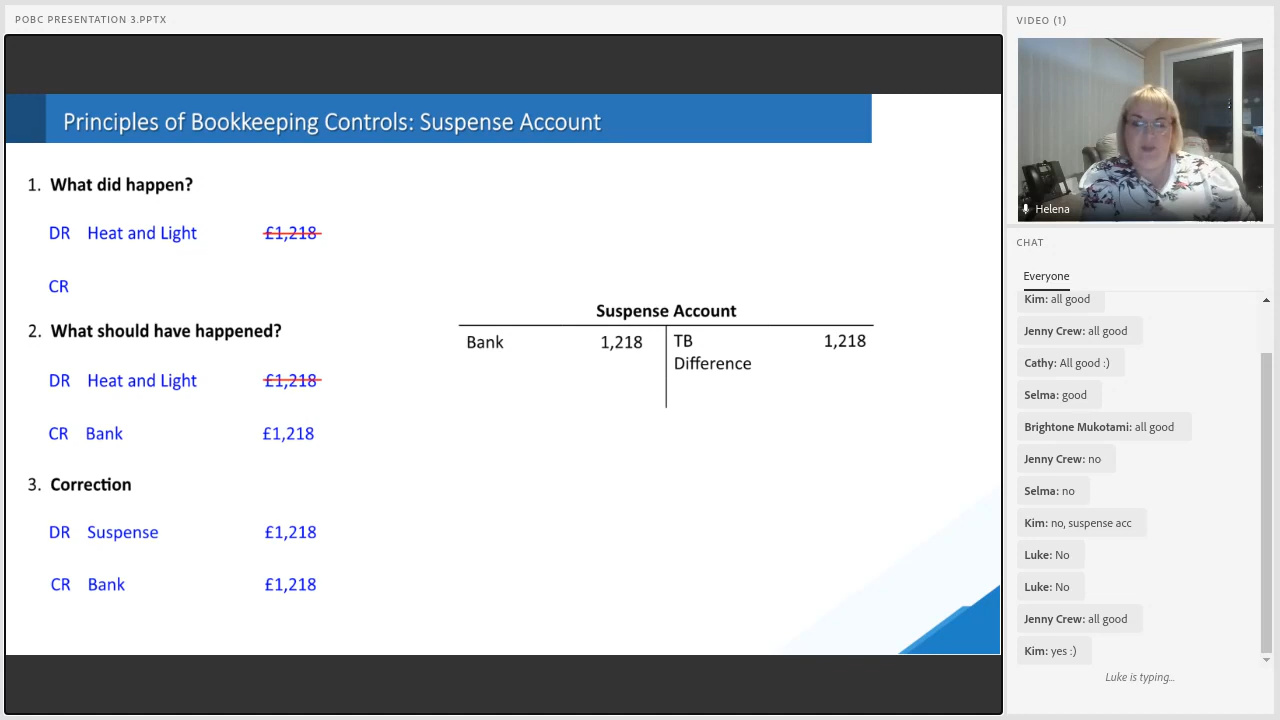 POBC PRESENTATION 3.PPTX
Principles of Bookkeeping Controls: Suspense Account
1. What did happen?
DR Heat and Light £1,218
CR
2. What should have happened?
DR Heat and Light £1,218
CR Bank £1,218
3. Correction
DR Suspense £1,218
CR Bank £1,218
Suspense Account
Bank 1,218 TB 1,218
Difference
VIDEO (1)
Helena
CHAT
Everyone
Kim: all good
Jenny Crew: all good
Cathy: All good :)
Selma: good
Brightone Mukotami: all good
Jenny Crew: no
Selma: no
Kim: no, suspense acc
Luke: No
Luke: No
Jenny Crew: all good
Kim: yes :)
Luke is typing...